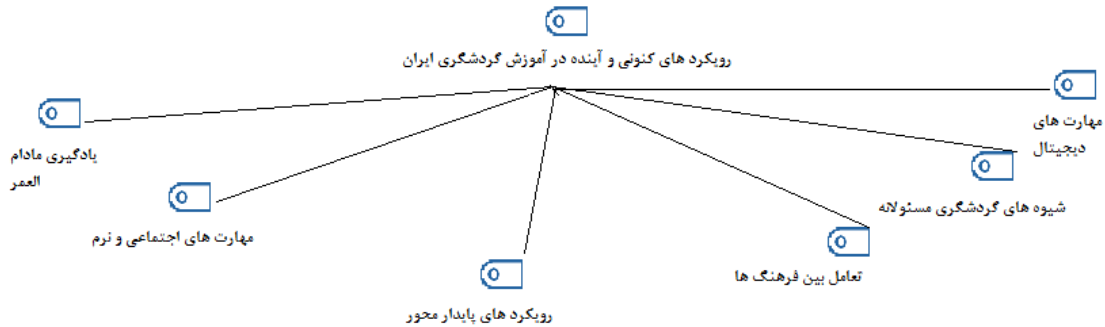 رویکرد های کنونی و آینده در آموزش گردشگری ایران
مهارت های
دیجیتال
شیوه های گردشگری مسئولانه
تعامل بین فرهنگ ها
رویکرد های پایدار محور
مهارت های اجتماعی و نرم
یادگیری مادام
العمر